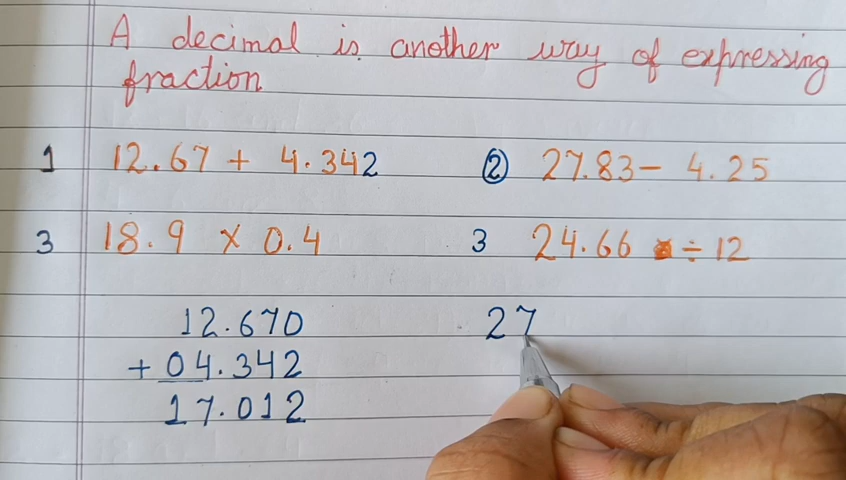 A decimal is another way of expressing
fraction
1 12.67 + 4.342
② 27.83 - 4.25
3 18.9 × 0.4
3 24.66 ÷ 12
12.670
+ 04.342
17.012
27